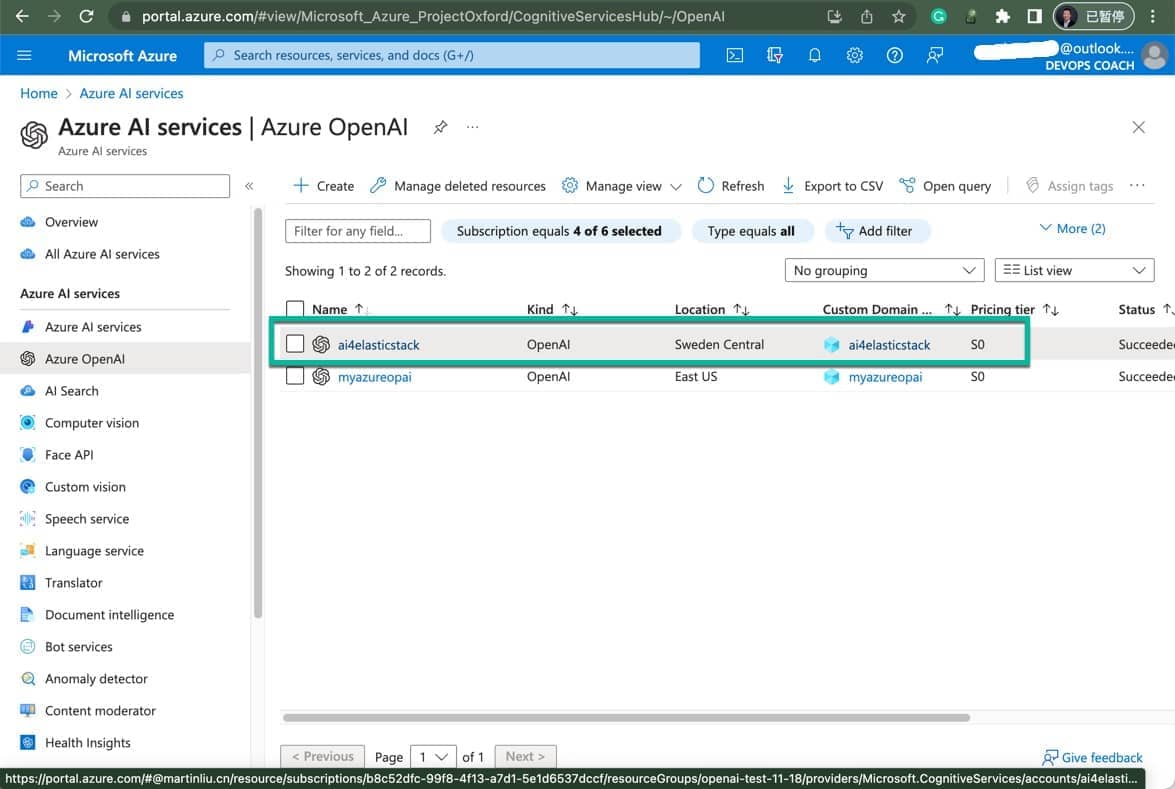 portal.azure.com/#view/Microsoft_Azure_ProjectOxford/CognitiveServicesHub/~/OpenAI
已暂停
Microsoft Azure
Search resources, services, and docs (G+/)
@outlook....
DEVOPS COACH
Home > Azure AI services
Azure AI services | Azure OpenAI
Azure AI services
Search
Create
Manage deleted resources
Manage view
Refresh
Export to CSV
Open query
Assign tags
Overview
All Azure AI services
Azure AI services
Azure AI services
Azure OpenAI
AI Search
Computer vision
Face API
Custom vision
Speech service
Language service
Translator
Document intelligence
Bot services
Anomaly detector
Content moderator
Health Insights
Filter for any field...
Subscription equals 4 of 6 selected
Type equals all
Add filter
More (2)
Showing 1 to 2 of 2 records.
No grouping
List view
Name Kind Location Custom Domain ... Pricing tier Status
ai4elasticstack OpenAI Sweden Central ai4elasticstack S0 Succeede
myazureopai OpenAI East US myazureopai S0 Succeede
< Previous Page 1 of 1 Next >
Give feedback
https://portal.azure.com/#@martinliu.cn/resource/subscriptions/b8c52dfc-99f8-4f13-a7d1-5e1d6537dccf/resourceGroups/openai-test-11-18/providers/Microsoft.CognitiveServices/accounts/ai4elasti...